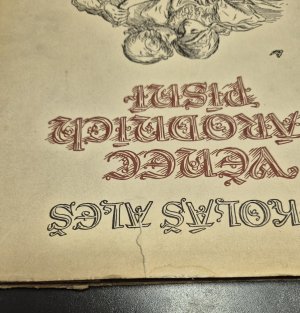 KOLÁŠ ALEŠ
VĚNEC
ÁRODNÍCH
PÍSNÍ